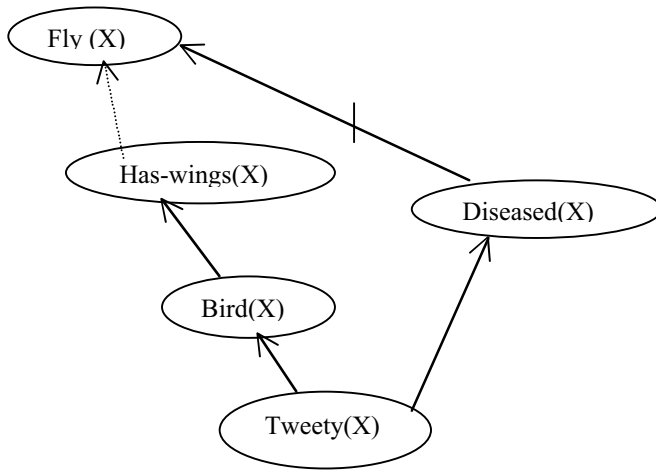 Fly (X)
Has-wings(X)
Diseased(X)
Bird(X)
Tweety(X)